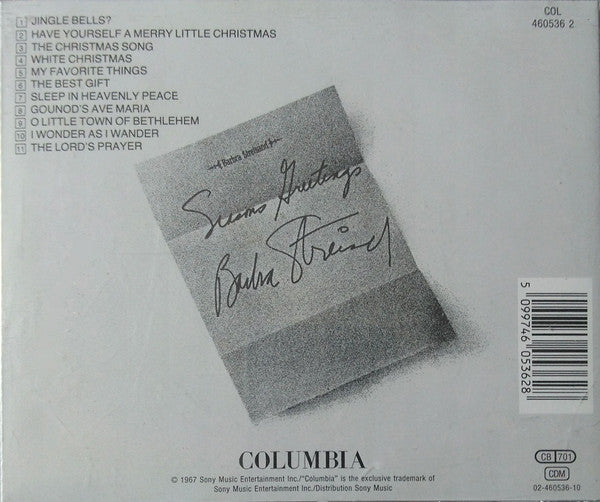 COL
460536 2
1 JINGLE BELLS?
2 HAVE YOURSELF A MERRY LITTLE CHRISTMAS
3 THE CHRISTMAS SONG
4 WHITE CHRISTMAS
5 MY FAVORITE THINGS
6 THE BEST GIFT
7 SLEEP IN HEAVENLY PEACE
8 GOUNOD'S AVE MARIA
9 O LITTLE TOWN OF BETHLEHEM
10 I WONDER AS I WANDER
11 THE LORD'S PRAYER
Barbra Streisand
Seasons Greetings
Barbra Streisand
5 099746 053628
COLUMBIA
© 1967 Sony Music Entertainment Inc./"Columbia" is the exclusive trademark of
Sony Music Entertainment Inc./Distribution Sony Music
CB 701
CDM
02-460536-10